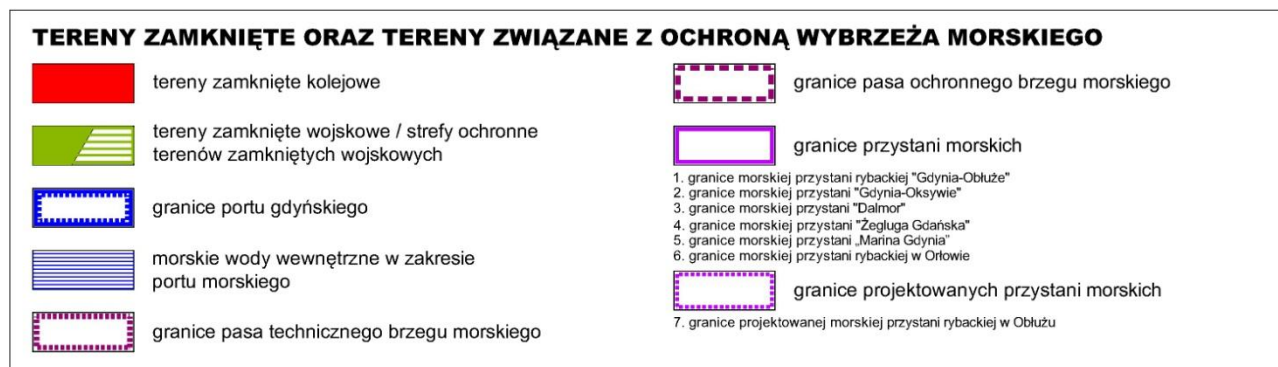 TERENY ZAMKNIĘTE ORAZ TERENY ZWIĄZANE Z OCHRONĄ WYBRZEŻA MORSKIEGO
tereny zamknięte kolejowe
tereny zamknięte wojskowe / strefy ochronne
terenów zamkniętych wojskowych
granice portu gdyńskiego
morskie wody wewnętrzne w zakresie
portu morskiego
granice pasa technicznego brzegu morskiego
granice pasa ochronnego brzegu morskiego
granice przystani morskich
1. granice morskiej przystani rybackiej "Gdynia-Obłuże"
2. granice morskiej przystani "Gdynia-Oksywie"
3. granice morskiej przystani "Dalmor"
4. granice morskiej przystani "Żegluga Gdańska"
5. granice morskiej przystani „Marina Gdynia"
6. granice morskiej przystani rybackiej w Orłowie
granice projektowanych przystani morskich
7. granice projektowanej morskiej przystani rybackiej w Obłużu